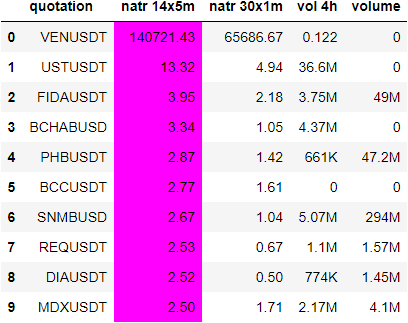 quotation natr 14x5m natr 30x1m vol 4h volume
0 VENUSDT 140721.43 65686.67 0.122 0
1 USTUSDT 13.32 4.94 36.6M 0
2 FIDAUSDT 3.95 2.18 3.75M 49M
3 BCHABUSD 3.34 1.05 4.37M 0
4 PHBUSDT 2.87 1.42 661K 47.2M
5 BCCUSDT 2.77 1.61 0 0
6 SNMBUSD 2.67 1.04 5.07M 294M
7 REQUSDT 2.53 0.67 1.1M 1.57M
8 DIAUSDT 2.52 0.50 774K 1.45M
9 MDXUSDT 2.50 1.71 2.17M 4.1M